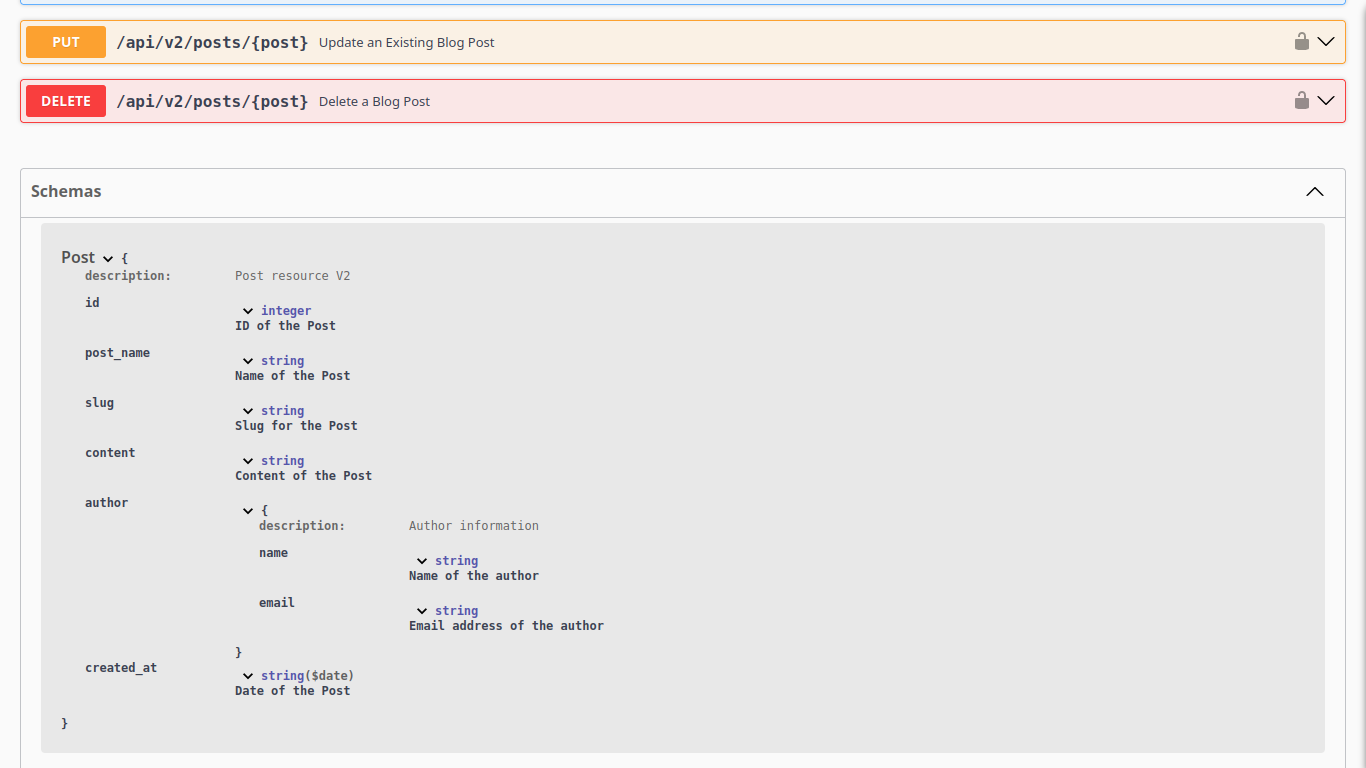 PUT /api/v2/posts/{post} Update an Existing Blog Post
DELETE /api/v2/posts/{post} Delete a Blog Post
Schemas
Post {
description: Post resource V2
id
integer
ID of the Post
post_name
string
Name of the Post
slug
string
Slug for the Post
content
string
Content of the Post
author
{
description: Author information
name
string
Name of the author
email
string
Email address of the author
}
created_at
string($date)
Date of the Post
}